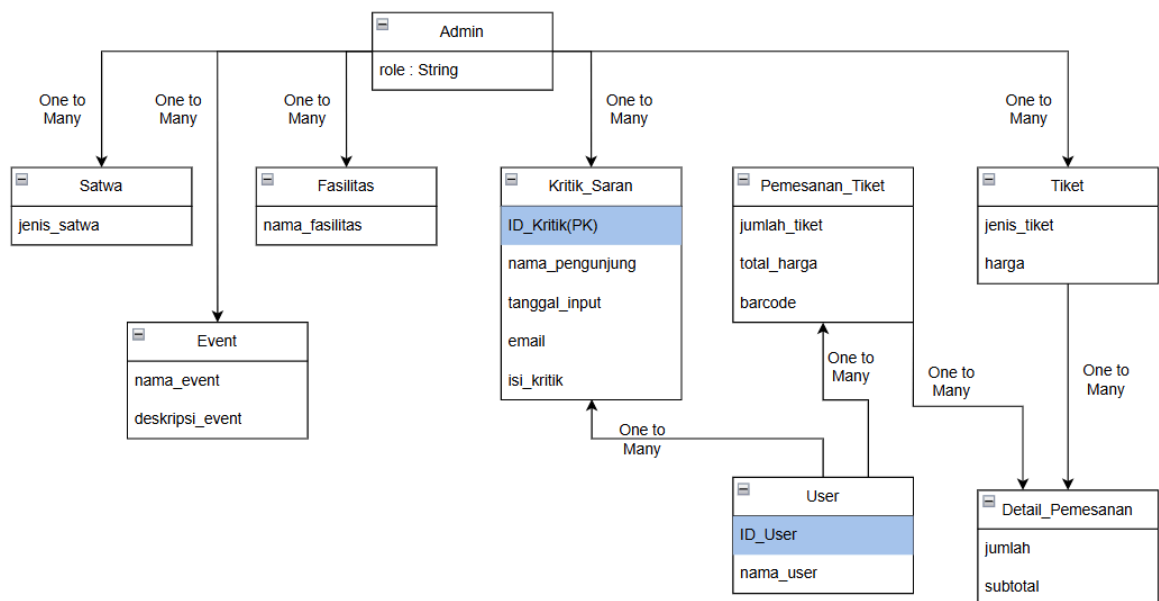 Admin
role : String
One to
Many
One to
Many
One to
Many
One to
Many
One to
Many
Satwa
jenis_satwa
Fasilitas
nama_fasilitas
Kritik_Saran
ID_Kritik(PK)
nama_pengunjung
tanggal_input
email
isi_kritik
Pemesanan_Tiket
jumlah_tiket
total_harga
barcode
Tiket
jenis_tiket
harga
Event
nama_event
deskripsi_event
One to
Many
One to
Many
One to
Many
One to
Many
User
ID_User
nama_user
Detail_Pemesanan
jumlah
subtotal